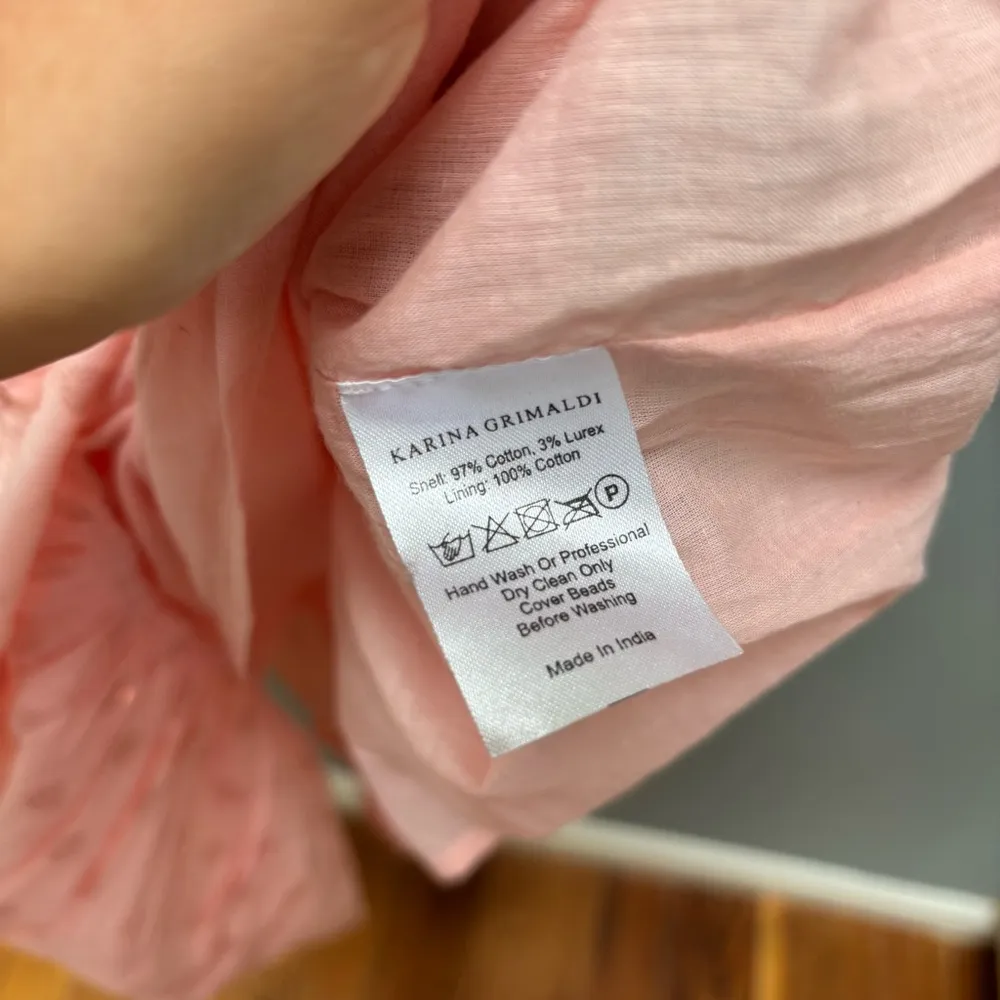 KARINA GRIMALDI
Shell: 97% Cotton, 3% Lurex
Lining: 100% Cotton
P
Hand Wash Or Professional
Dry Clean Only
Cover Beads
Before Washing
Made In India